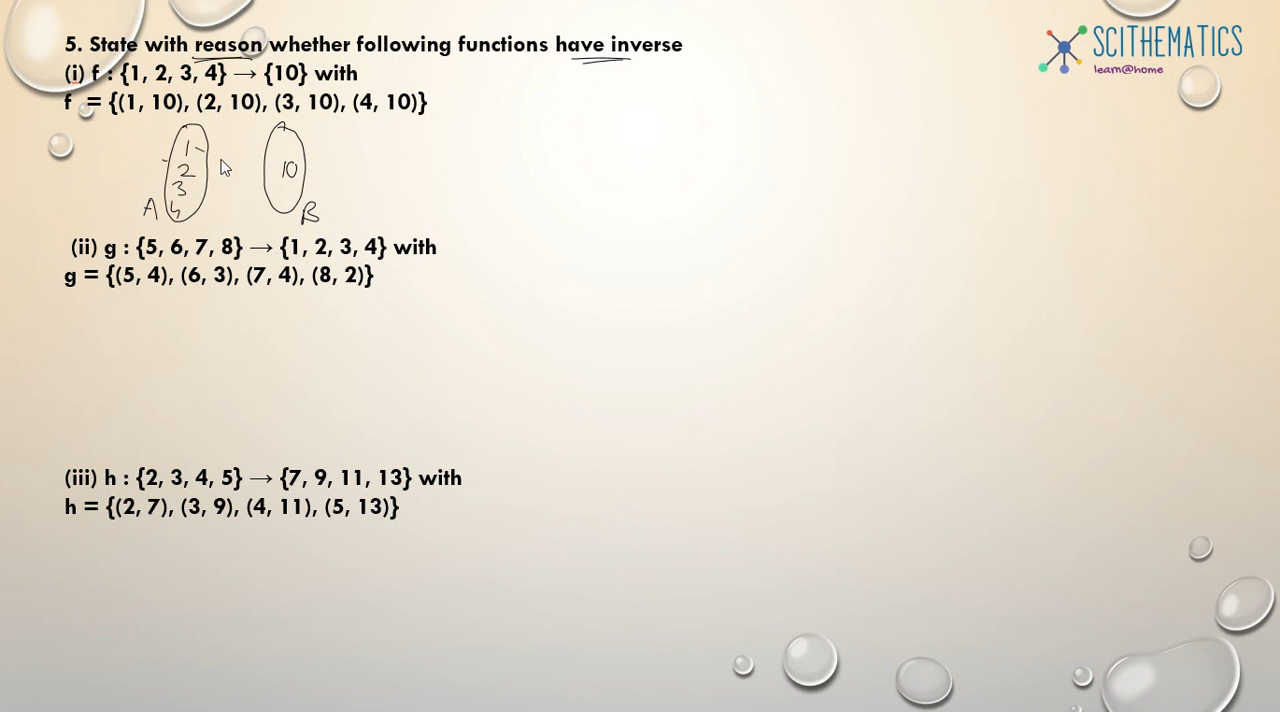 5. State with reason whether following functions have inverse
SCITHEMATICS
learn@home
(i) f : {1, 2, 3, 4} → {10} with
f = {(1, 10), (2, 10), (3, 10), (4, 10)}
1
2 10
3
A 4 B
(ii) g : {5, 6, 7, 8} → {1, 2, 3, 4} with
g = {(5, 4), (6, 3), (7, 4), (8, 2)}
(iii) h : {2, 3, 4, 5} → {7, 9, 11, 13} with
h = {(2, 7), (3, 9), (4, 11), (5, 13)}